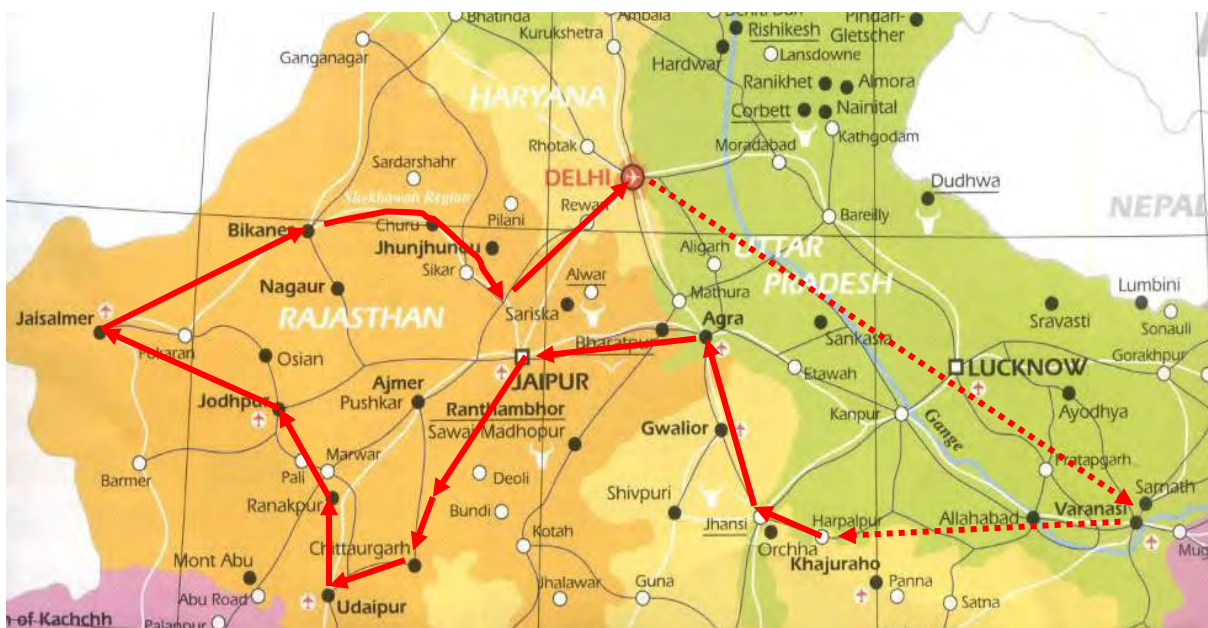 Bhatinda
Ambala
Kurukshetra
Ganganagar
Rishikesh
Lansdowne
Hardwar
Pindari-
Gletscher
Ranikhet
Almora
Corbett
Nainital
Kathgodam
HARYANA
Rhotak
DELHI
Moradabad
Dudhwa
NEPAL
Sardarshahr
Shekhawati Region
Pilani
Rewari
Bareilly
Bikaner
Churu
Jhunjhunu
Sikar
Aligarh
UTTAR
PRADESH
Alwar
Nagaur
Sariska
Mathura
Lumbini
Jaisalmer
RAJASTHAN
Agra
Sankasia
Sravasti
Sonauli
Pokaran
Osian
Bharatpur
Etawah
LUCKNOW
Gorakhpur
JAIPUR
Ajmer
Pushkar
Jodhpur
Ranthambhor
Sawai Madhopur
Gwalior
Kanpur
Gange
Ayodhya
Marwar
Pali
Barmer
Deoli
Pratapgarh
Ranakpur
Bundi
Shivpuri
Jhansi
Harpalpur
Allahabad
Varanasi
Sarnath
Kotah
Orchha
Khajuraho
Mug
Chittaurgarh
Mont Abu
Abu Road
Udaipur
Jhalawar
Guna
Panna
Satna
n of Kachchh
Palanpur